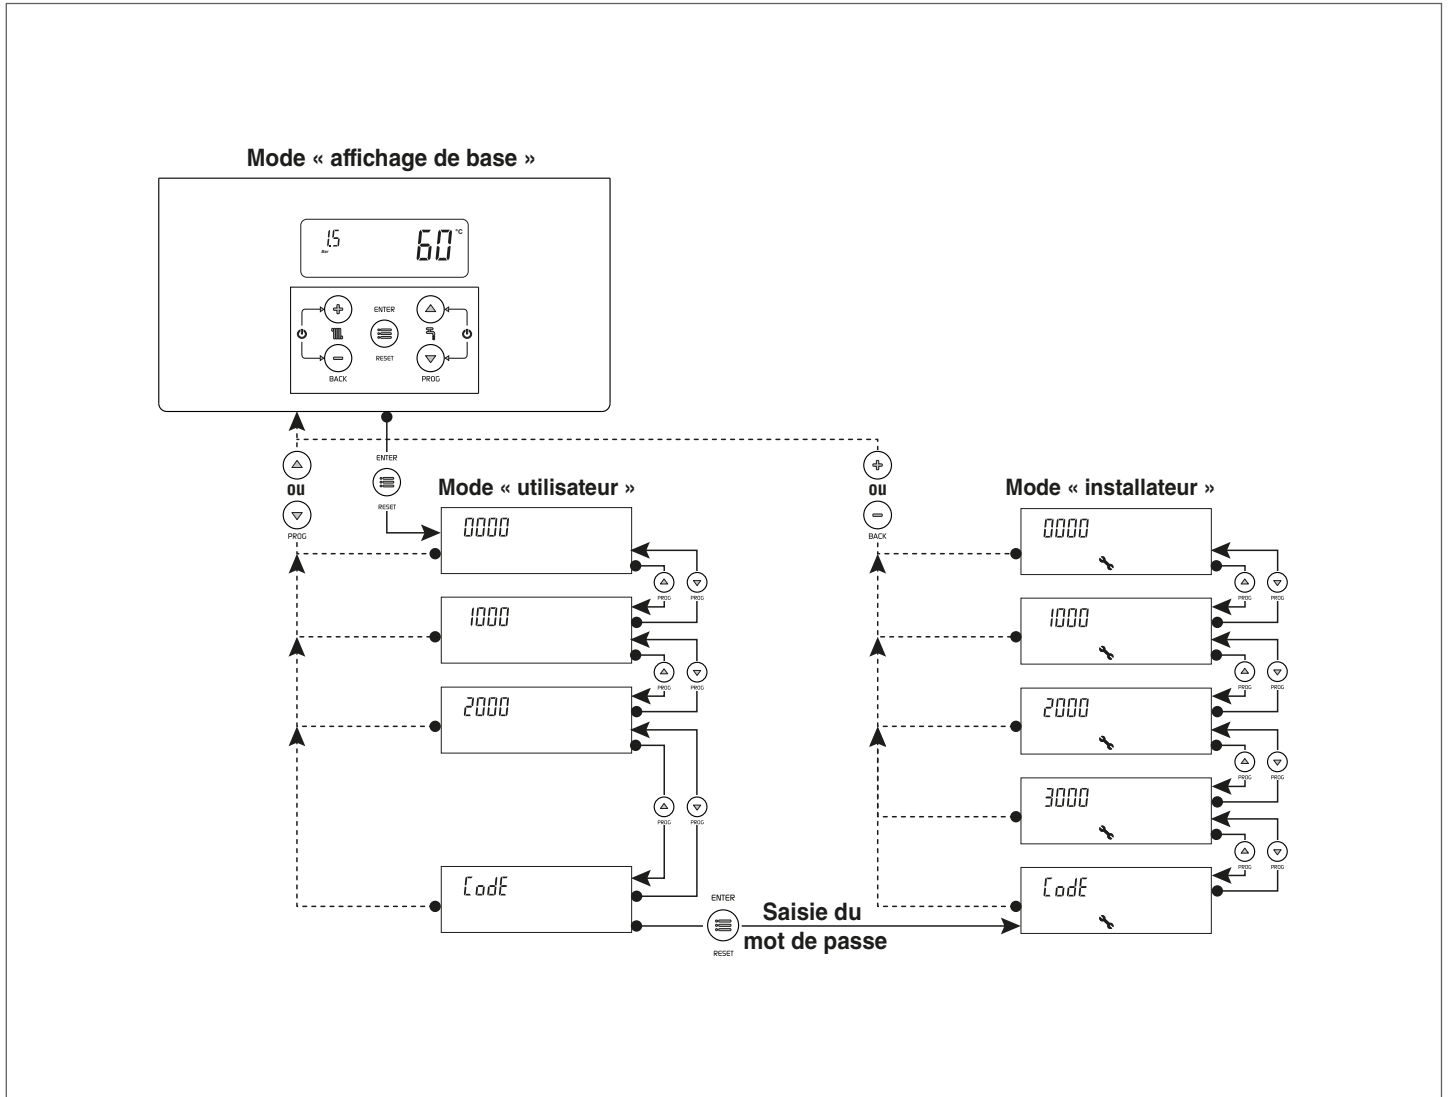 Mode « affichage de base »
1.5
Bar
60 °C
ENTER
RESET
BACK
PROG
ENTER
RESET
ou
PROG
Mode « utilisateur »
0000
PROG PROG
1000
PROG PROG
2000
PROG PROG
CodE
ENTER
RESET
Saisie du
mot de passe
ou
BACK
Mode « installateur »
0000
PROG PROG
1000
PROG PROG
2000
PROG PROG
3000
PROG PROG
CodE